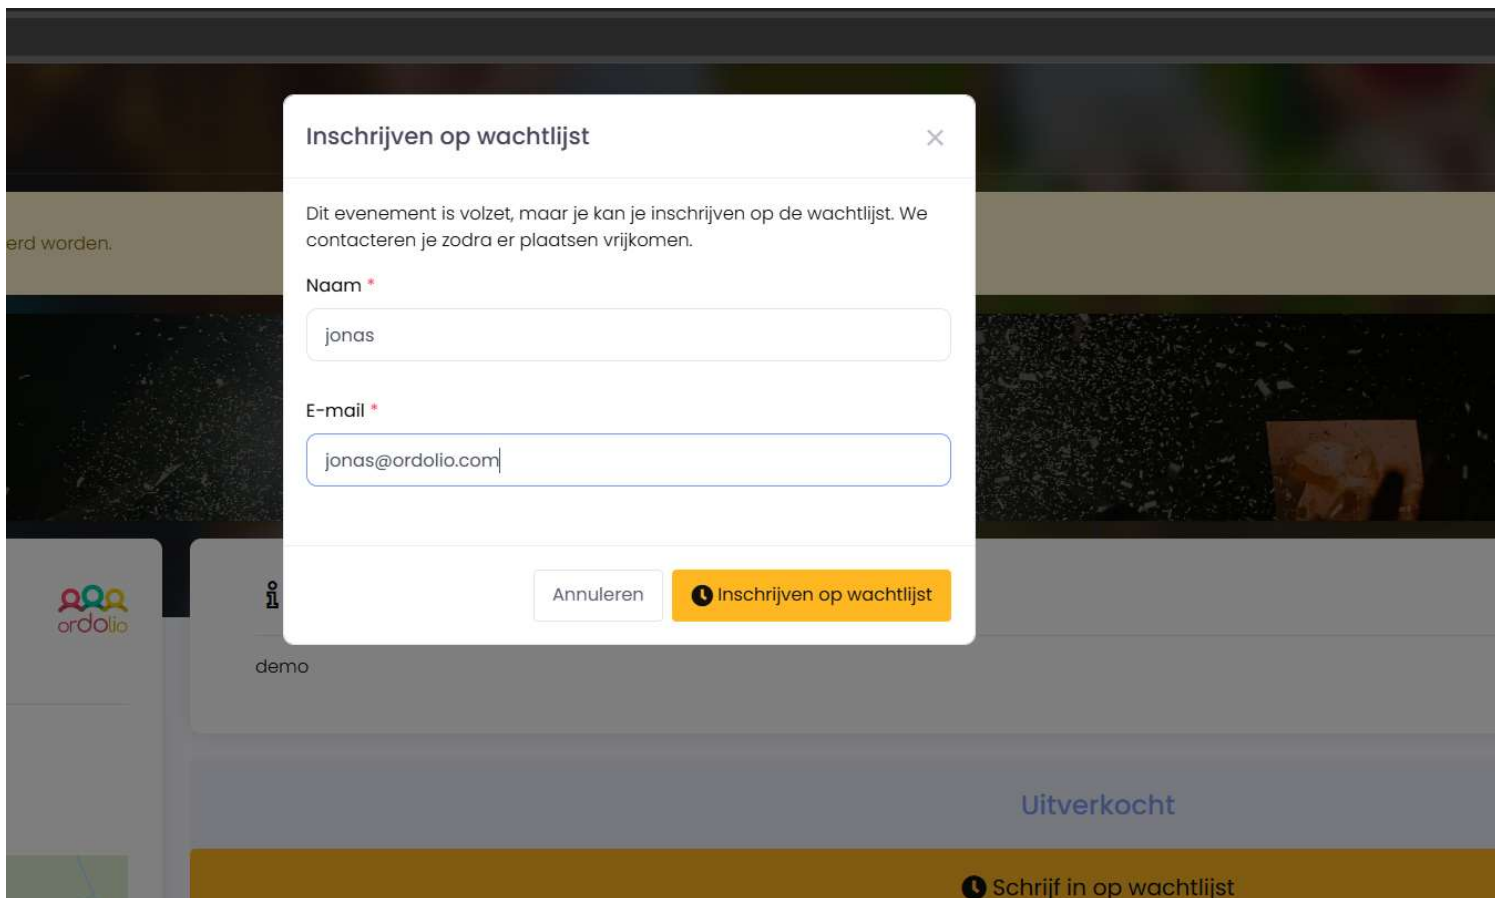 Inschrijven op wachtlijst
Dit evenement is volzet, maar je kan je inschrijven op de wachtlijst. We
contacteren je zodra er plaatsen vrijkomen.
erd worden.
Naam *
jonas
E-mail *
jonas@ordolio.com
Annuleren
Inschrijven op wachtlijst
ordolio
demo
Uitverkocht
Schrijf in op wachtlijst